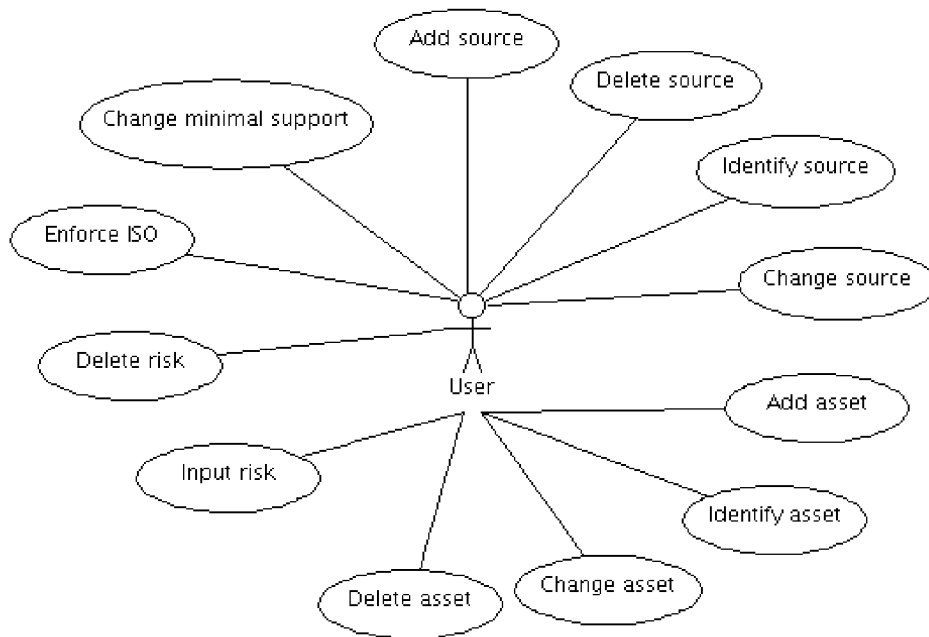 Add source
Delete source
Change minimal support
Identify source
Enforce ISO
Change source
Delete risk
User
Add asset
Input risk
Identify asset
Change asset
Delete asset